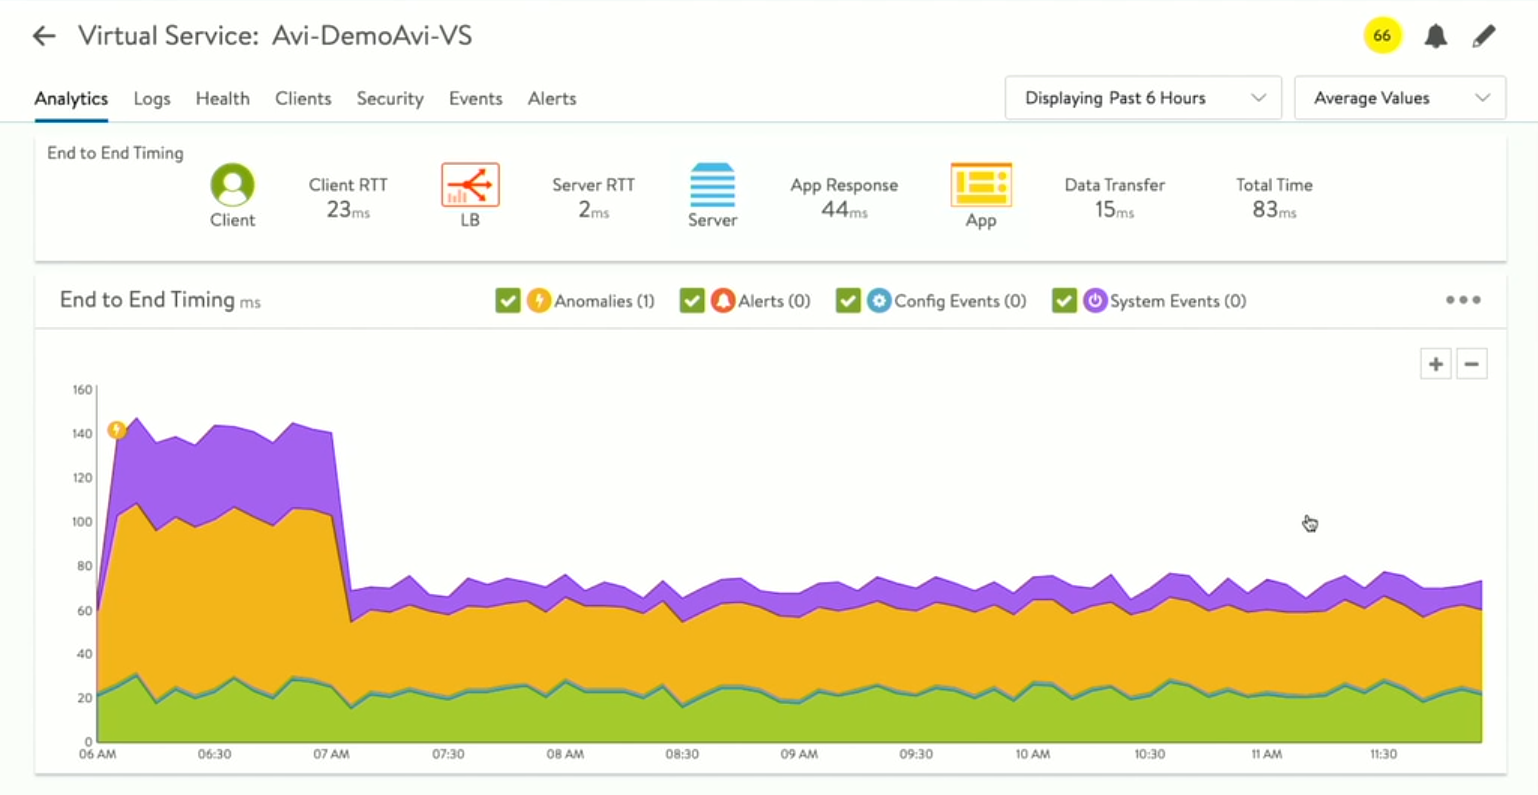 Virtual Service: Avi-DemoAvi-VS
66
Analytics Logs Health Clients Security Events Alerts
Displaying Past 6 Hours Average Values
End to End Timing
Client
Client RTT
23ms
LB
Server RTT
2ms
Server
App Response
44ms
App
Data Transfer
15ms
Total Time
83ms
End to End Timing ms
Anomalies (1) Alerts (0) Config Events (0) System Events (0)
+ −
160
140
120
100
80
60
40
20
0
06 AM 06:30 07 AM 07:30 08 AM 08:30 09 AM 09:30 10 AM 10:30 11 AM 11:30